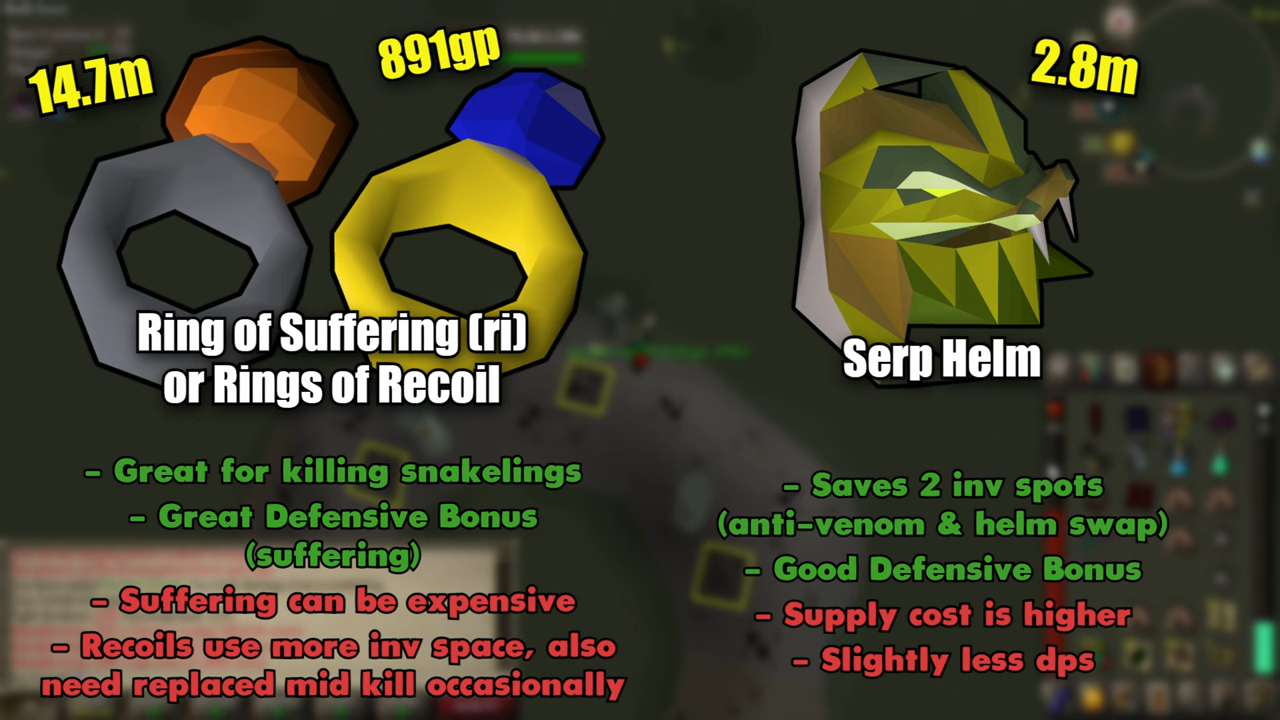 14.7m
891gp
2.8m
Ring of Suffering (ri)
or Rings of Recoil
Serp Helm
- Great for killing snakelings
- Great Defensive Bonus
(suffering)
- Suffering can be expensive
- Recoils use more inv space, also
need replaced mid kill occasionally
- Saves 2 inv spots
(anti-venom & helm swap)
- Good Defensive Bonus
- Supply cost is higher
- Slightly less dps